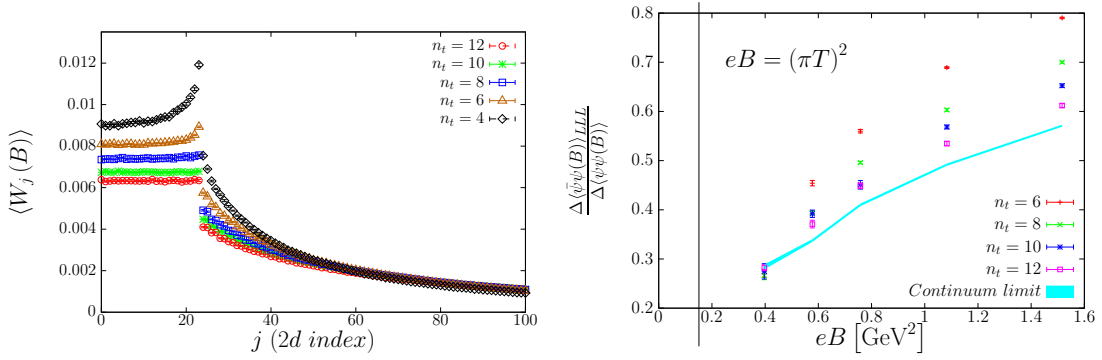 ⟨W_j (B)⟩
0.012
0.01
0.008
0.006
0.004
0.002
0
0 20 40 60 80 100
j (2d index)
n_t = 12
n_t = 10
n_t = 8
n_t = 6
n_t = 4
Δ⟨ψ̄ψ(B)⟩_LLL
Δ⟨ψψ(B)⟩
0.8
0.7
0.6
0.5
0.4
0.3
0.2
eB = (πT)^2
n_t = 6
n_t = 8
n_t = 10
n_t = 12
Continuum limit
0 0.2 0.4 0.6 0.8 1 1.2 1.4 1.6
eB [GeV^2]